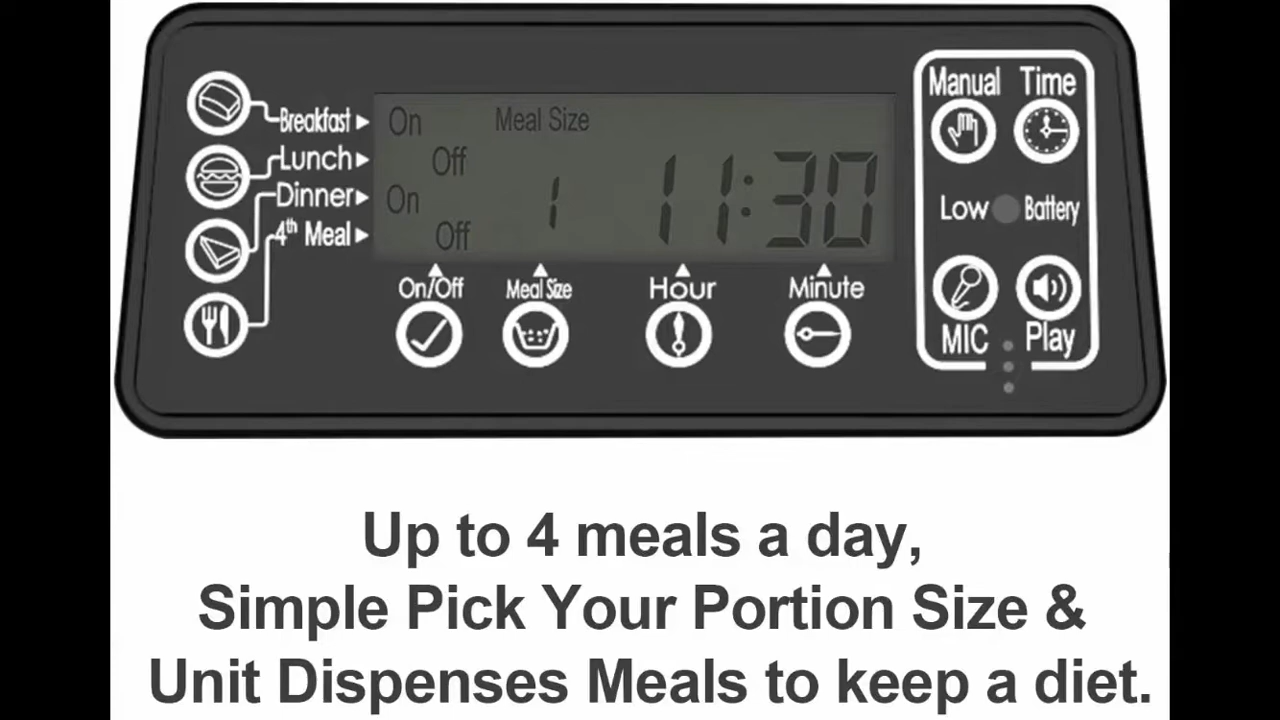 Manual Time
Breakfast On Meal Size
Lunch Off
Dinner On 1 11:30
4th Meal Off
Low Battery
On/Off Meal Size Hour Minute
MIC Play
Up to 4 meals a day,
Simple Pick Your Portion Size &
Unit Dispenses Meals to keep a diet.